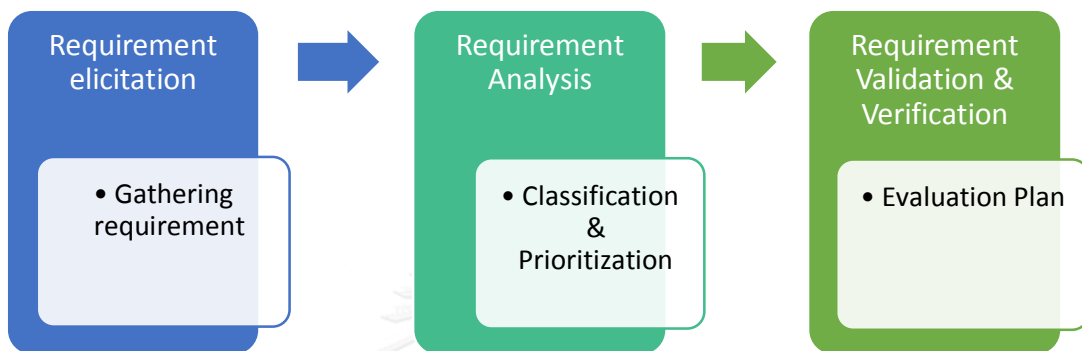 Requirement
elicitation
• Gathering
requirement
Requirement
Analysis
• Classification
&
Prioritization
Requirement
Validation &
Verification
• Evaluation Plan